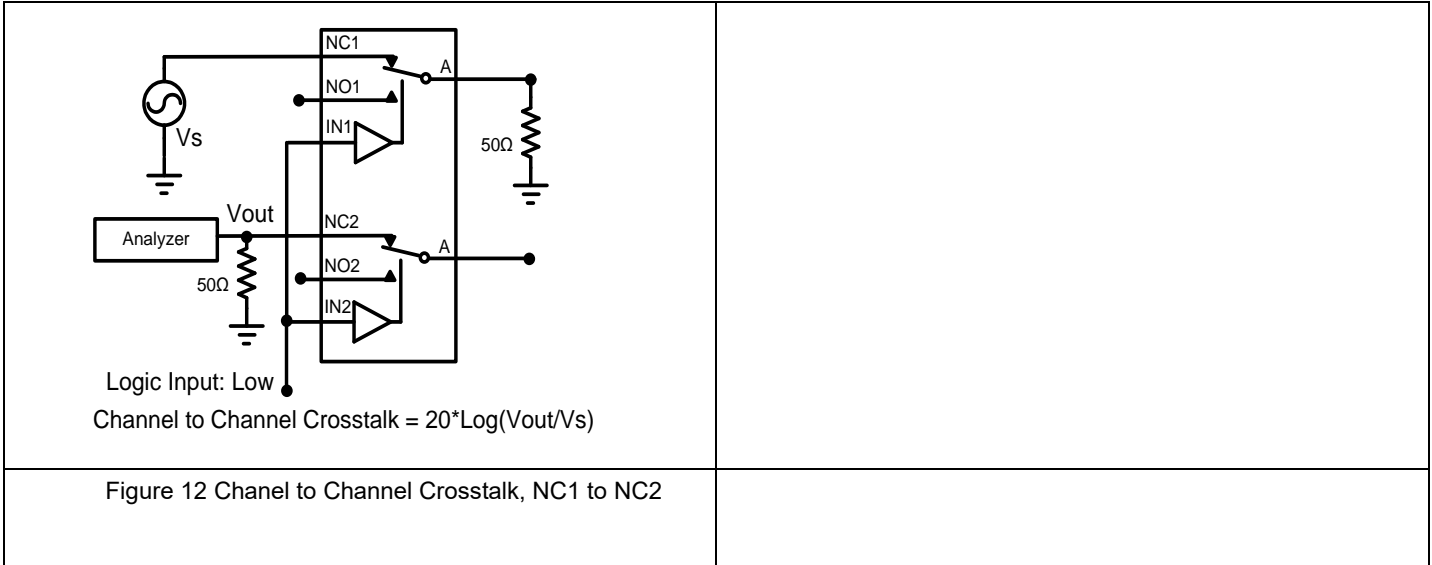 NC1
A
NO1
IN1
Vs
50Ω
Vout
NC2
Analyzer
A
NO2
50Ω
IN2
Logic Input: Low
Channel to Channel Crosstalk = 20*Log(Vout/Vs)
Figure 12 Chanel to Channel Crosstalk, NC1 to NC2